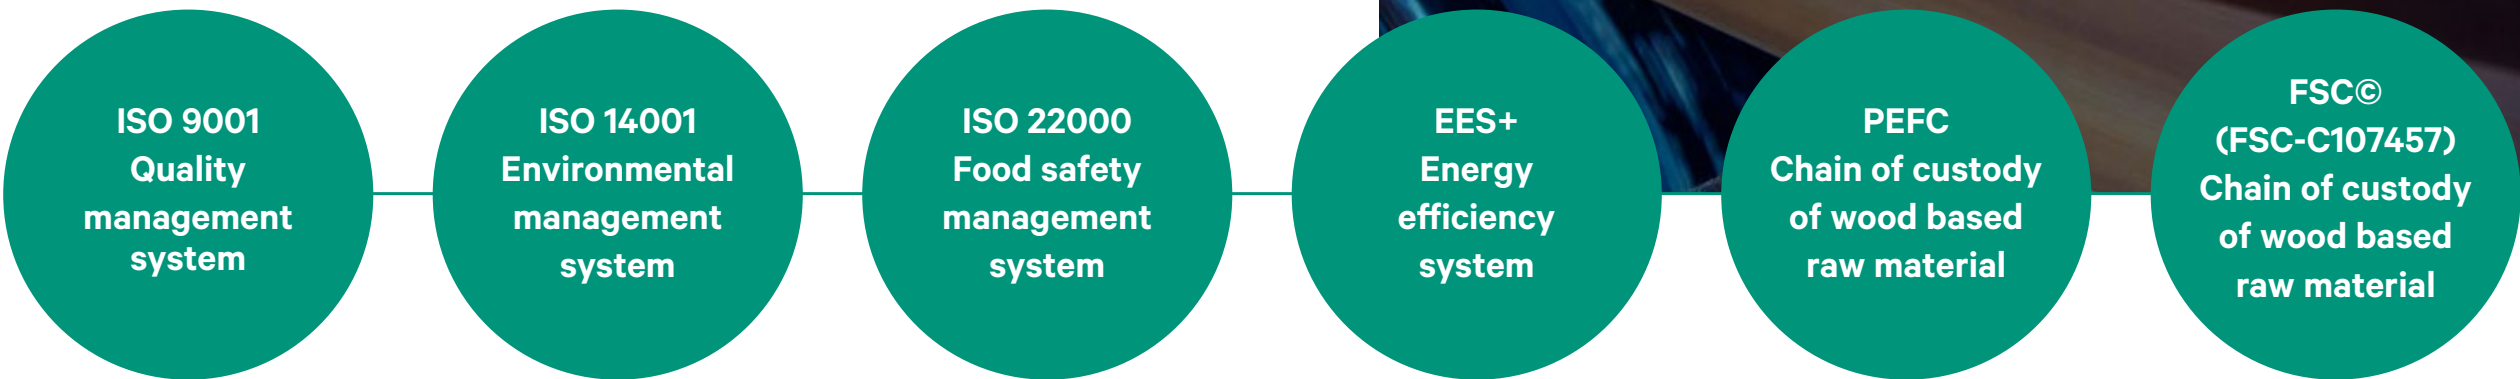 ISO 9001
Quality
management
system
ISO 14001
Environmental
management
system
ISO 22000
Food safety
management
system
EES+
Energy
efficiency
system
PEFC
Chain of custody
of wood based
raw material
FSC©
(FSC-C107457)
Chain of custody
of wood based
raw material